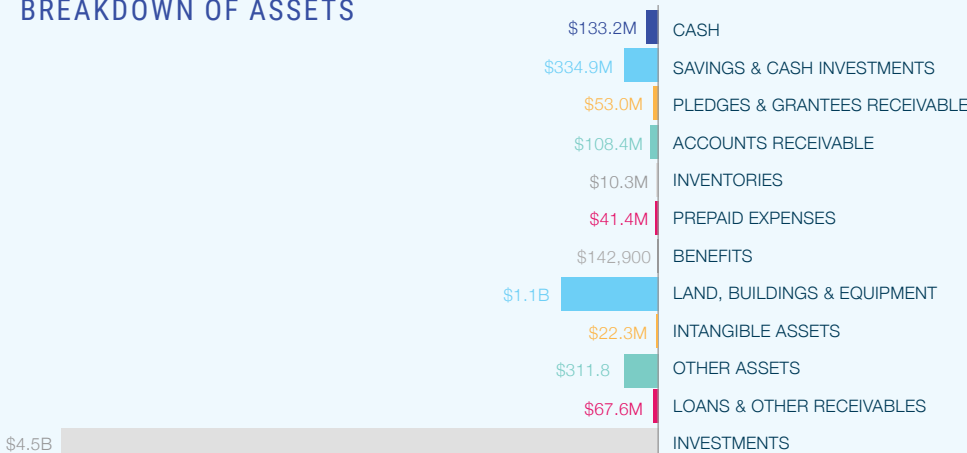 BREAKDOWN OF ASSETS
$133.2M CASH
$334.9M SAVINGS & CASH INVESTMENTS
$53.0M PLEDGES & GRANTEES RECEIVABLE
$108.4M ACCOUNTS RECEIVABLE
$10.3M INVENTORIES
$41.4M PREPAID EXPENSES
$142,900 BENEFITS
$1.1B LAND, BUILDINGS & EQUIPMENT
$22.3M INTANGIBLE ASSETS
$311.8 OTHER ASSETS
$67.6M LOANS & OTHER RECEIVABLES
$4.5B INVESTMENTS